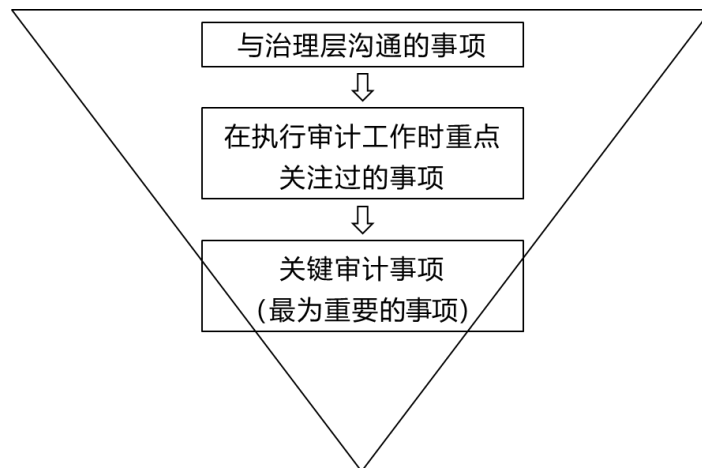 与治理层沟通的事项
在执行审计工作时重点
关注过的事项
关键审计事项
（最为重要的事项）